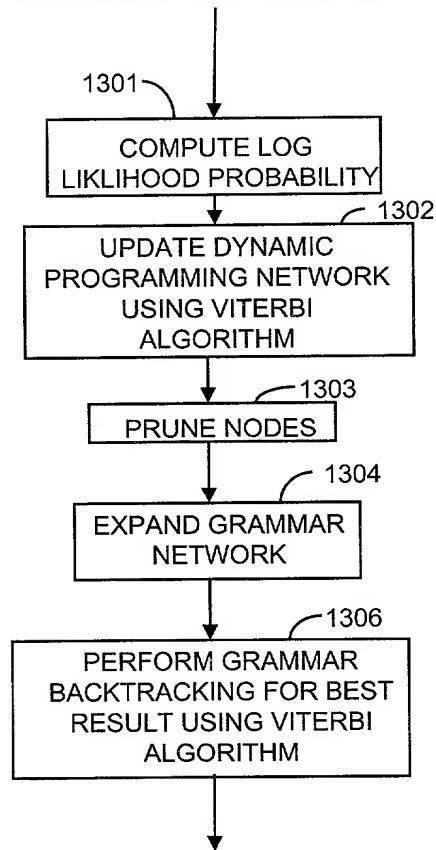 1301
COMPUTE LOG
LIKLIHOOD PROBABILITY
1302
UPDATE DYNAMIC
PROGRAMMING NETWORK
USING VITERBI
ALGORITHM
1303
PRUNE NODES
1304
EXPAND GRAMMAR
NETWORK
1306
PERFORM GRAMMAR
BACKTRACKING FOR BEST
RESULT USING VITERBI
ALGORITHM